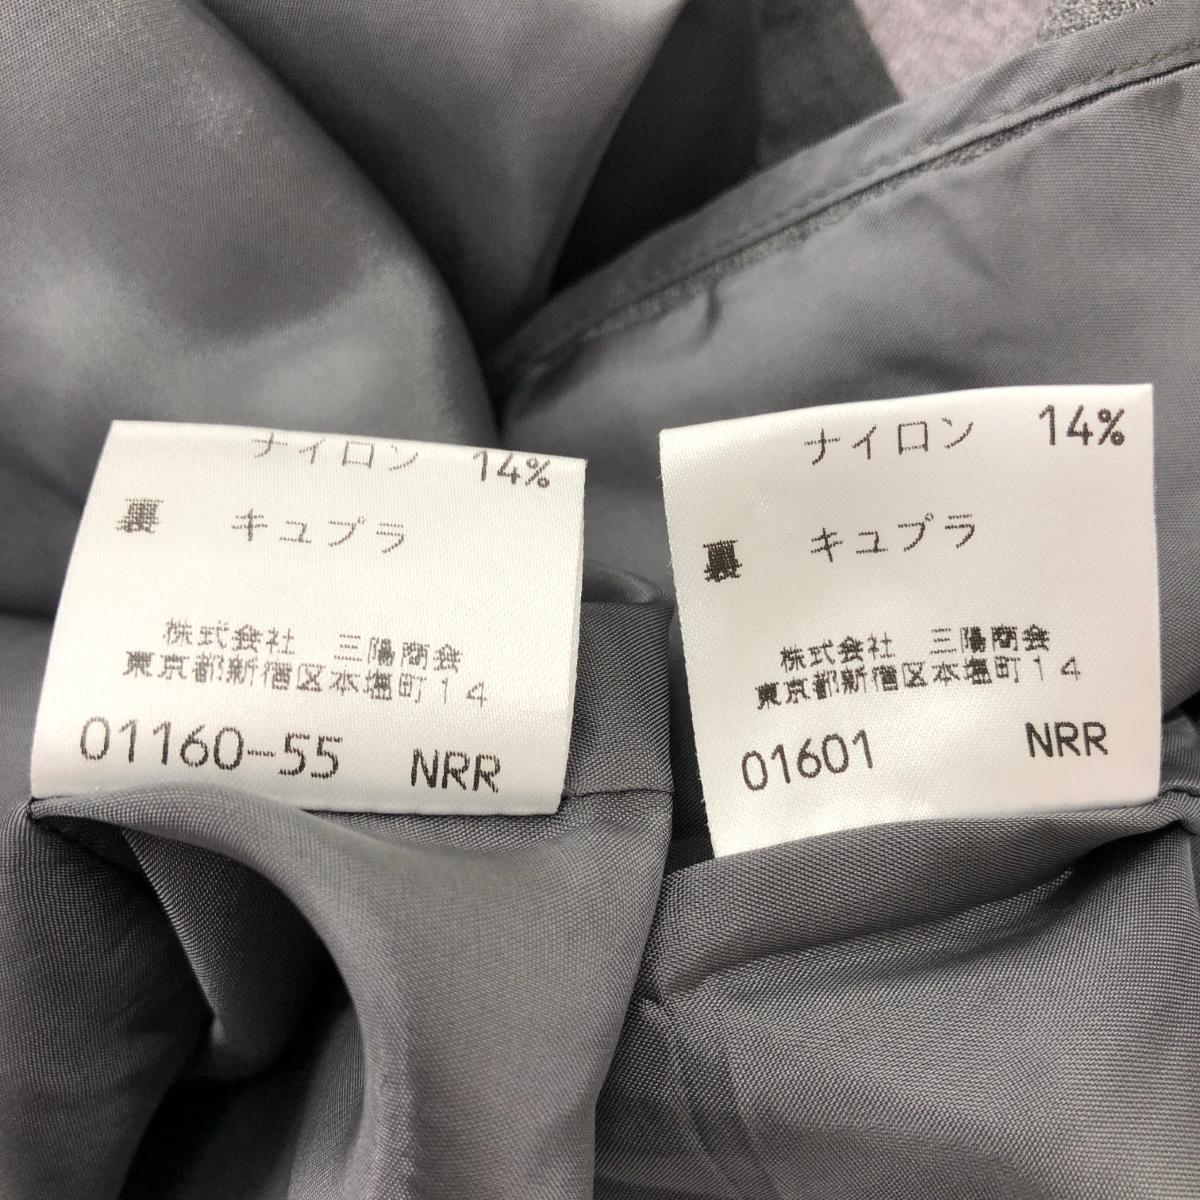 ナイロン 14%
裏 キュプラ
株式会社 三陽商会
東京都新宿区本塩町14
01160-55 NRR
ナイロン 14%
裏 キュプラ
株式会社 三陽商会
東京都新宿区本塩町14
01601 NRR